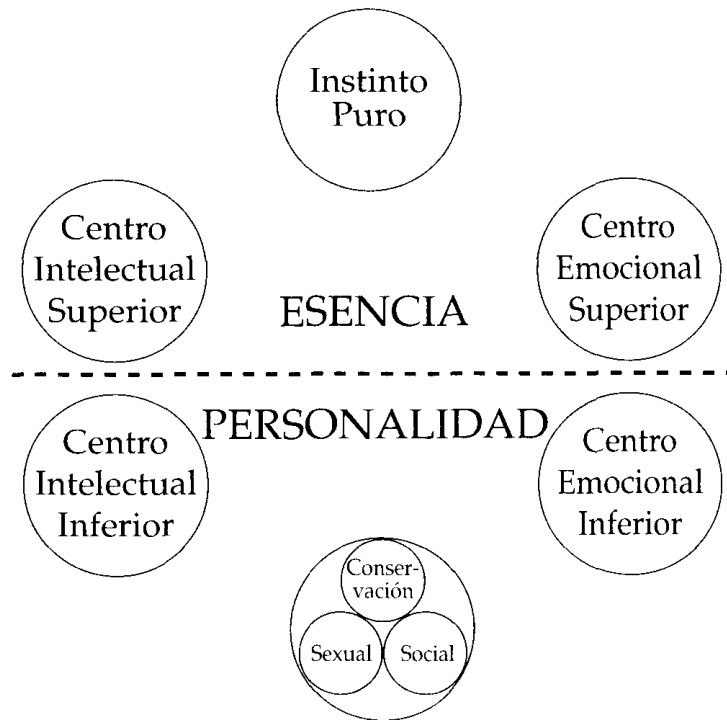 Instinto
Puro
Centro
Intelectual
Superior
Centro
Emocional
Superior
ESENCIA
PERSONALIDAD
Centro
Intelectual
Inferior
Centro
Emocional
Inferior
Conser-
vación
Sexual
Social